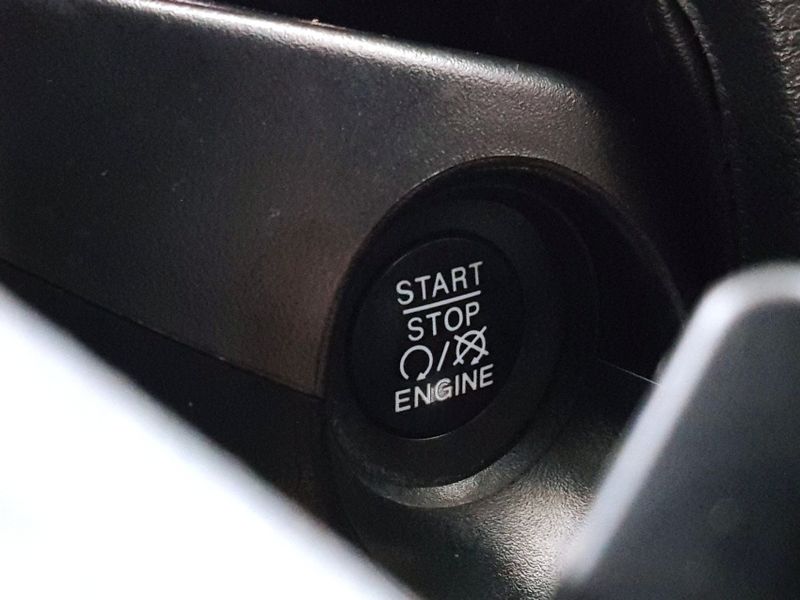 START
STOP
/
ENGINE